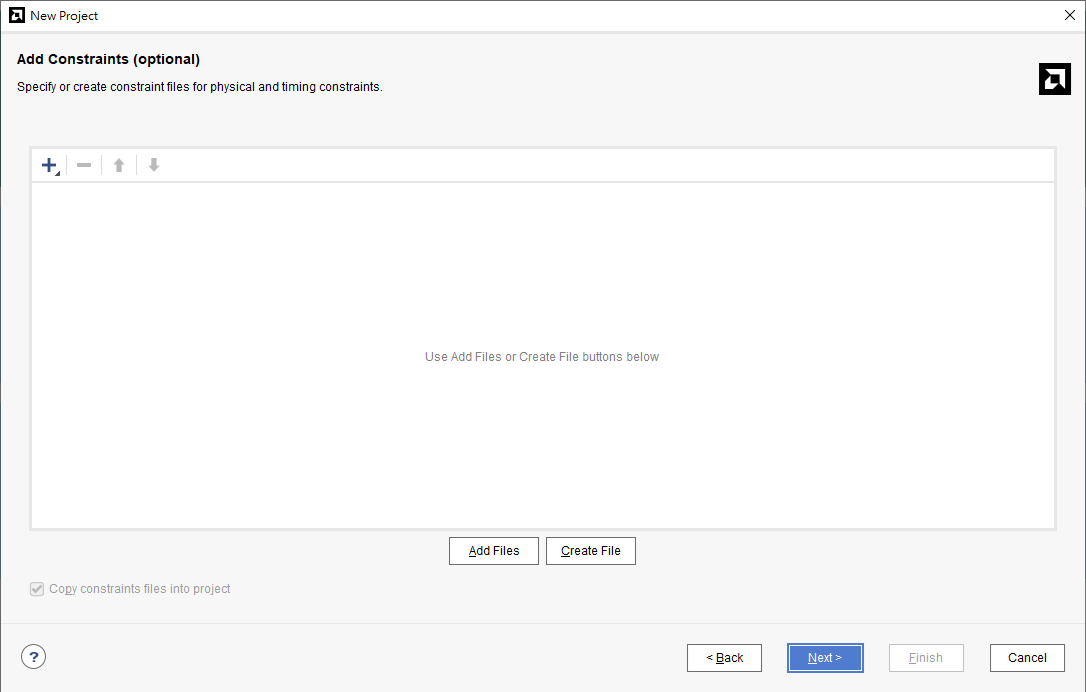 New Project
Add Constraints (optional)
Specify or create constraint files for physical and timing constraints.
Use Add Files or Create File buttons below
Add Files
Create File
Copy constraints files into project
?
< Back
Next >
Finish
Cancel